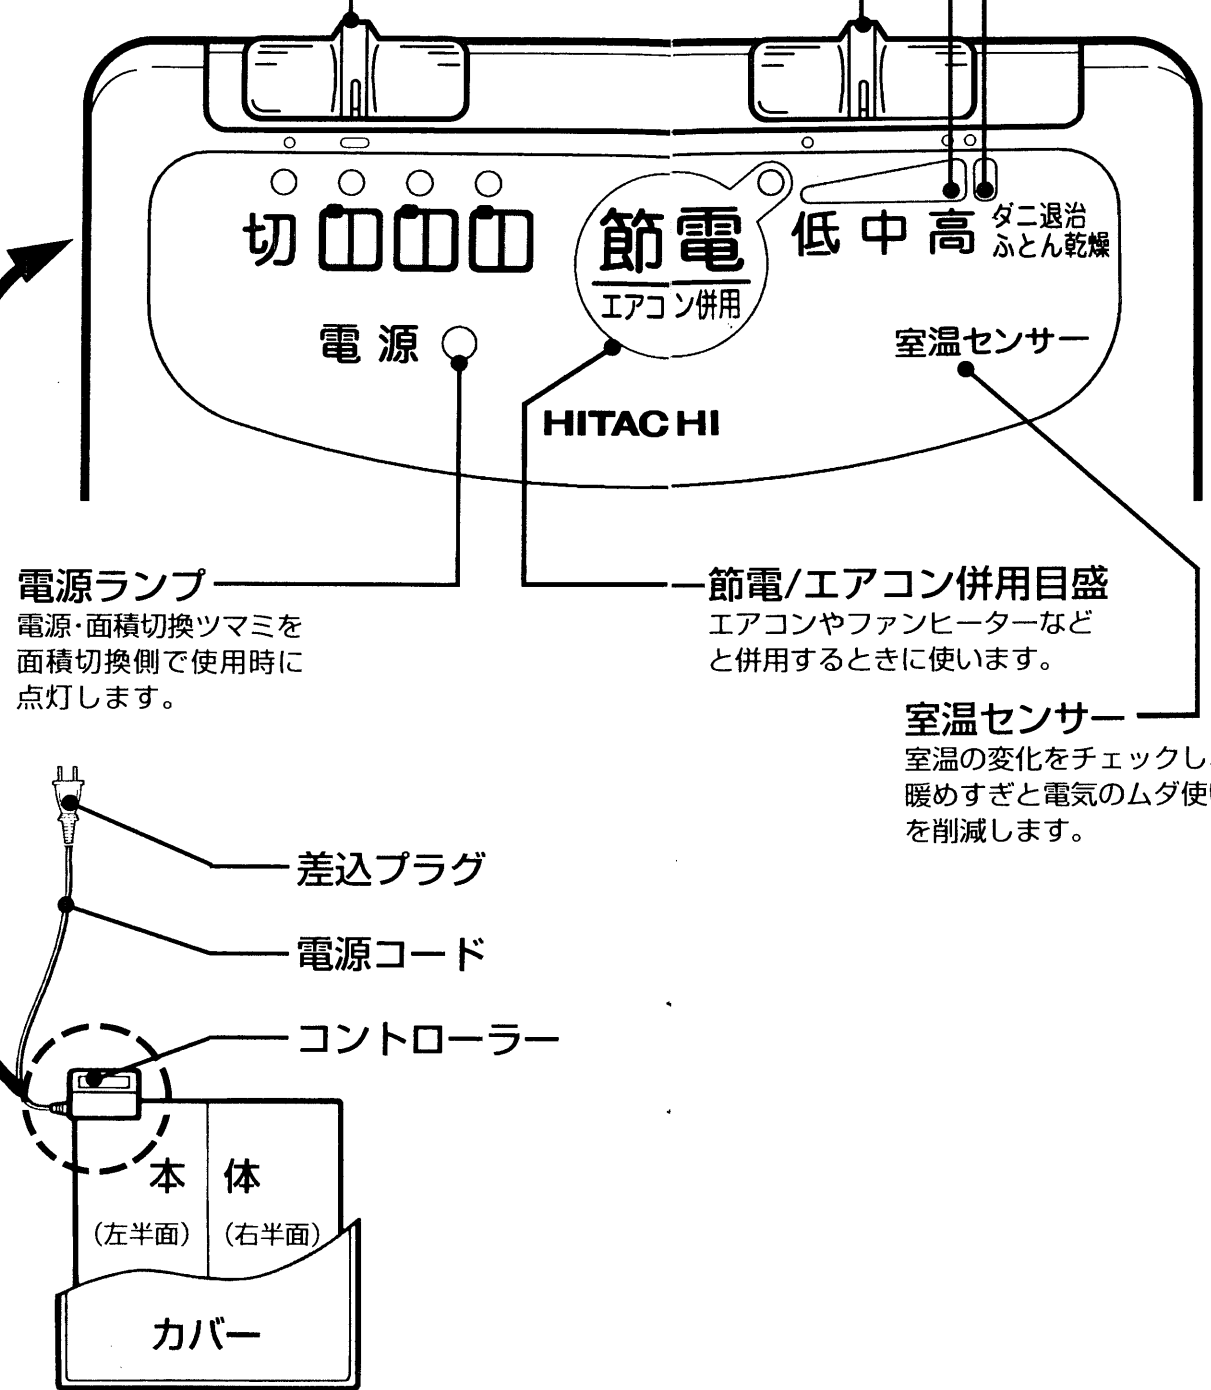 切
節電
エアコン併用
低 中 高
ダニ退治
ふとん乾燥
電源
室温センサー
HITACHI
電源ランプ
電源・面積切換ツマミを
面積切換側で使用時に
点灯します。
節電/エアコン併用目盛
エアコンやファンヒーターなど
と併用するときに使います。
室温センサー
室温の変化をチェックし、
暖めすぎと電気のムダ使い
を削減します。
差込プラグ
電源コード
コントローラー
本 体
(左半面) (右半面)
カバー